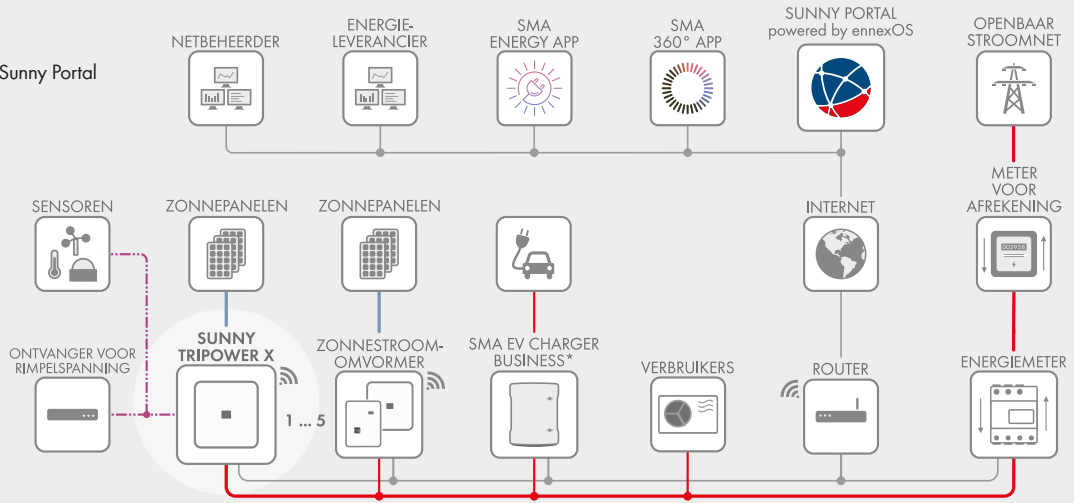 Sunny Portal
NETBEHEERDER
ENERGIE-
LEVERANCIER
SMA
ENERGY APP
SMA
360° APP
SUNNY PORTAL
powered by ennexOS
OPENBAAR
STROOMNET
SENSOREN
ZONNEPANELEN
ZONNEPANELEN
INTERNET
METER
VOOR
AFREKENING
003958
ONTVANGER VOOR
RIMPELSPANNING
SUNNY
TRIPOWER X
1 ... 5
ZONNESTROOM-
OMVORMER
SMA EV CHARGER
BUSINESS*
VERBRUIKERS
ROUTER
ENERGIEMETER